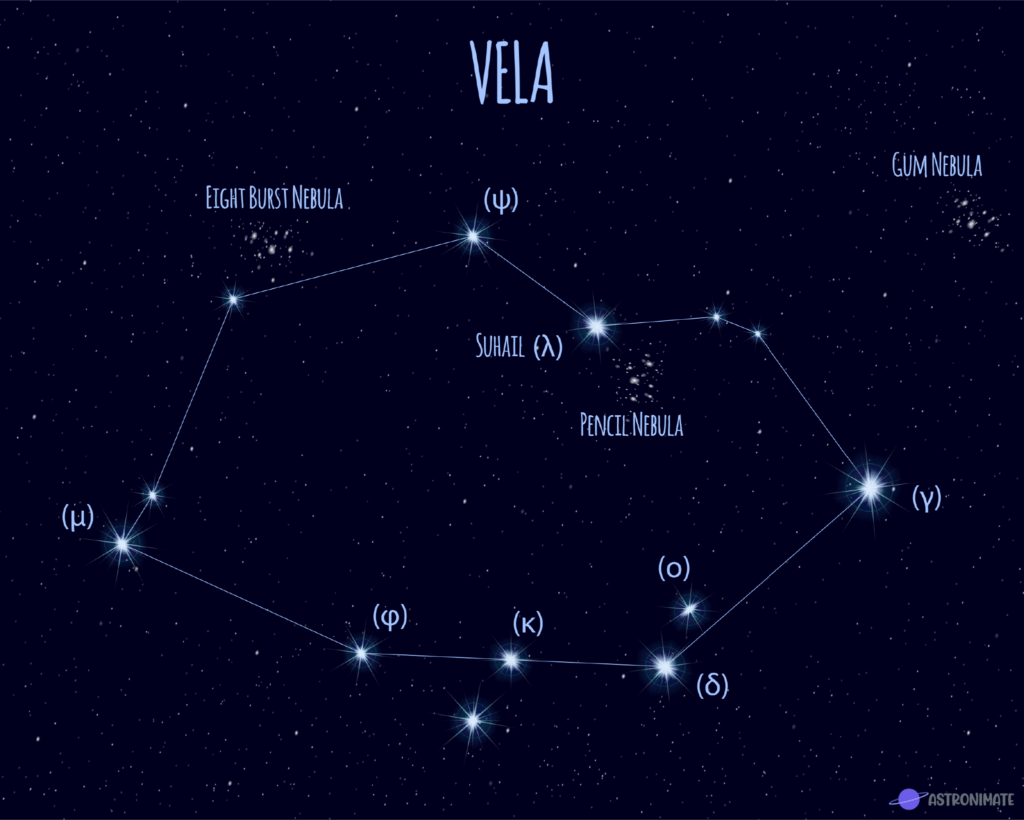 VELA
GUM NEBULA
EIGHT BURST NEBULA
(ψ)
SUHAIL (λ)
PENCIL NEBULA
(γ)
(μ)
(ο)
(φ)
(κ)
(δ)
ASTRONIMATE